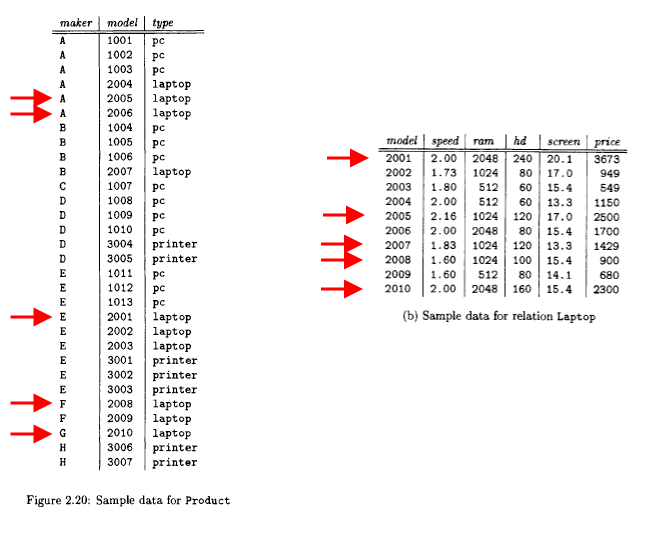 maker model type
A 1001 pc
A 1002 pc
A 1003 pc
A 2004 laptop
A 2005 laptop
A 2006 laptop
B 1004 pc
B 1005 pc
B 1006 pc
B 2007 laptop
C 1007 pc
D 1008 pc
D 1009 pc
D 1010 pc
D 3004 printer
D 3005 printer
E 1011 pc
E 1012 pc
E 1013 pc
E 2001 laptop
E 2002 laptop
E 2003 laptop
E 3001 printer
E 3002 printer
E 3003 printer
F 2008 laptop
F 2009 laptop
G 2010 laptop
H 3006 printer
H 3007 printer
Figure 2.20: Sample data for Product
model speed ram hd screen price
2001 2.00 2048 240 20.1 3673
2002 1.73 1024 80 17.0 949
2003 1.80 512 60 15.4 549
2004 2.00 512 60 13.3 1150
2005 2.16 1024 120 17.0 2500
2006 2.00 2048 80 15.4 1700
2007 1.83 1024 120 13.3 1429
2008 1.60 1024 100 15.4 900
2009 1.60 512 80 14.1 680
2010 2.00 2048 160 15.4 2300
(b) Sample data for relation Laptop